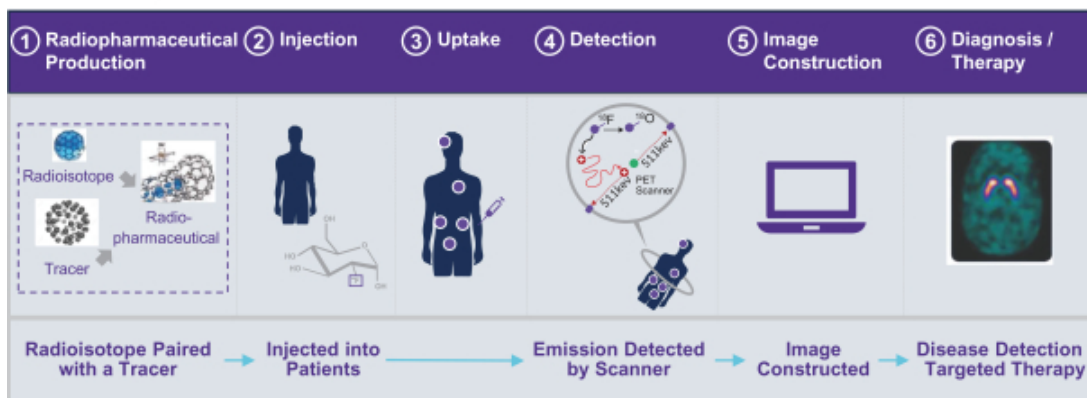 1 Radiopharmaceutical
Production
2 Injection
3 Uptake
4 Detection
5 Image
Construction
6 Diagnosis /
Therapy
Radioisotope
Radio-
pharmaceutical
Tracer
OH
HO
HO
OH
18F
18O
511kev
511kev
PET
Scanner
Radioisotope Paired
with a Tracer
Injected into
Patients
Emission Detected
by Scanner
Image
Constructed
Disease Detection
Targeted Therapy